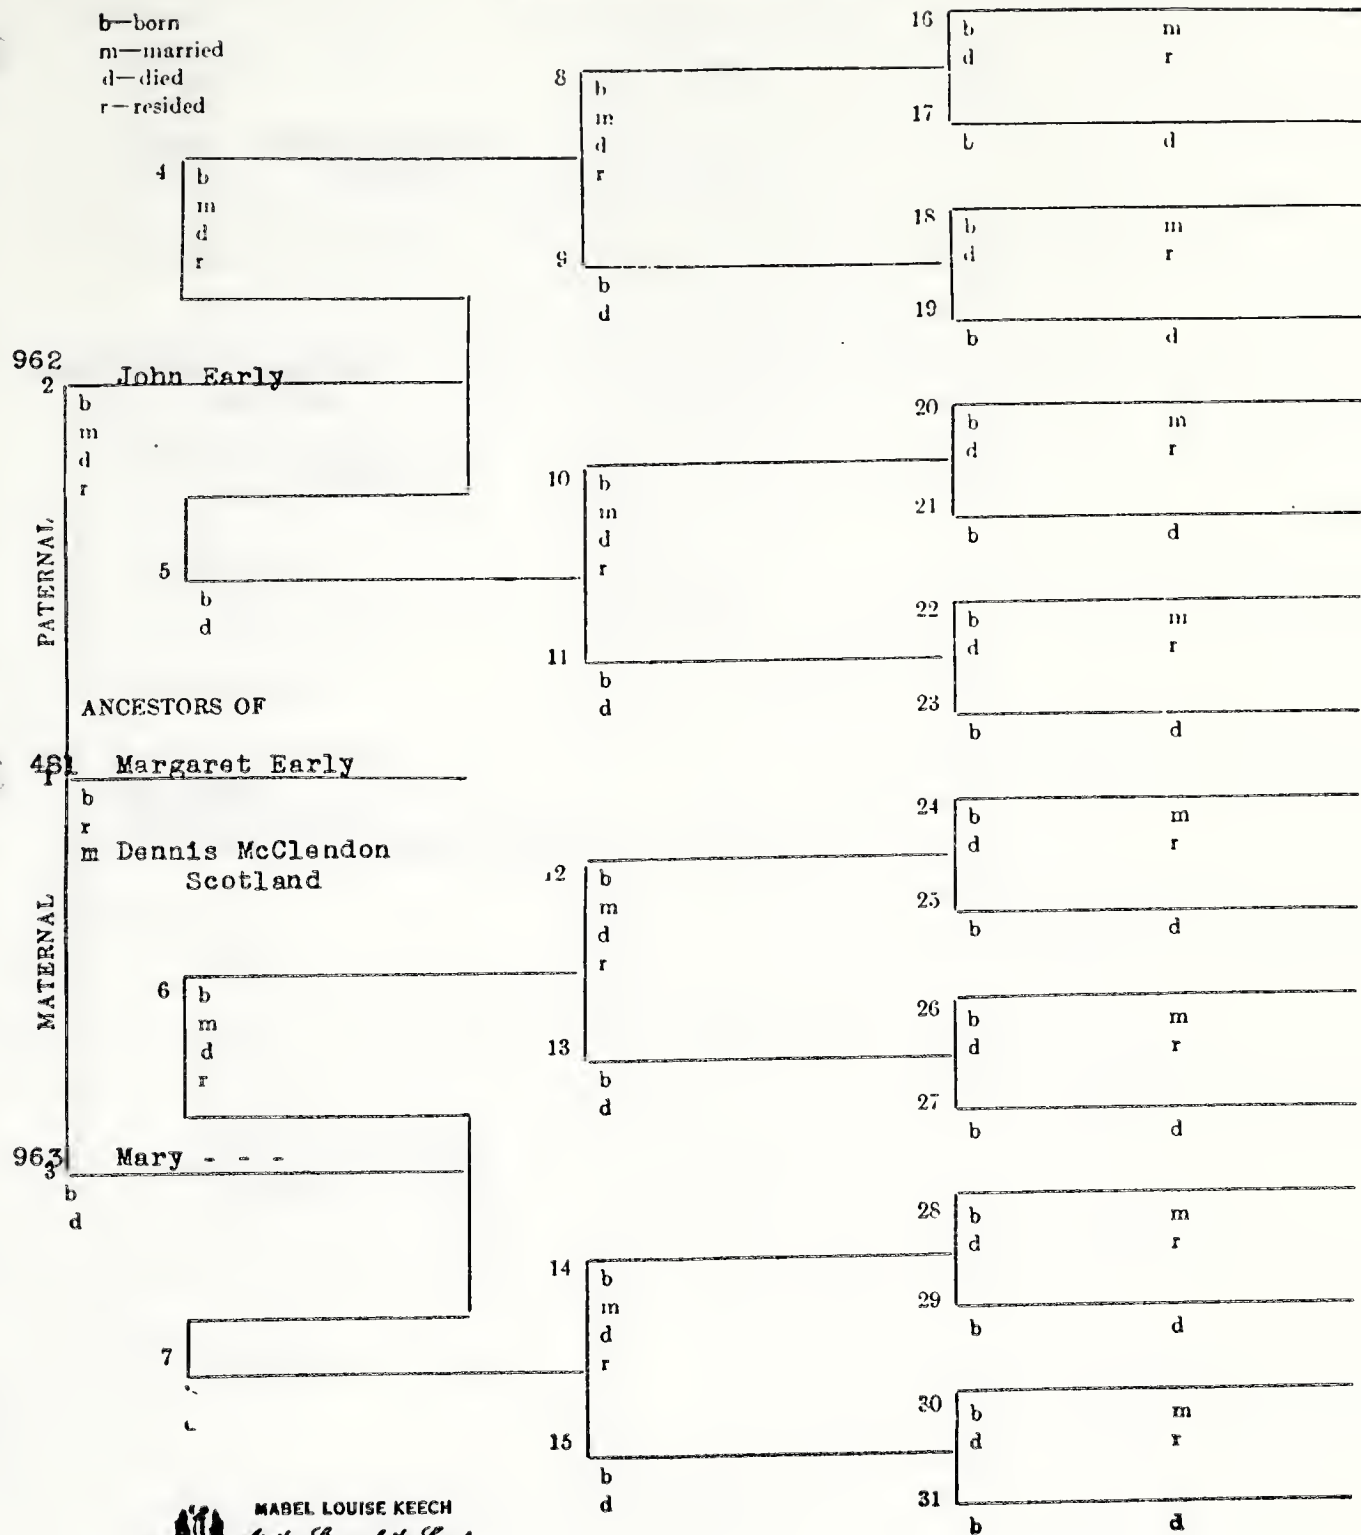 b—born
m—married
d—died
r—resided
16
b m
d r
17
b d
8
b
m
d
r
9
b
d
18
b m
d r
19
b d
4
b
m
d
r
962
2 John Early
b
m
d
r
PATERNAL
5
b
d
10
b
m
d
r
11
b
d
20
b m
d r
21
b d
22
b m
d r
23
b d
ANCESTORS OF
481
1 Margaret Early
b
r
m Dennis McClendon
Scotland
MATERNAL
6
b
m
d
r
12
b
m
d
r
13
b
d
24
b m
d r
25
b d
26
b m
d r
27
b d
963
3 Mary - - -
b
d
7
14
b
m
d
r
15
b
d
28
b m
d r
29
b d
30
b m
d r
31
b d
MABEL LOUISE KEECH